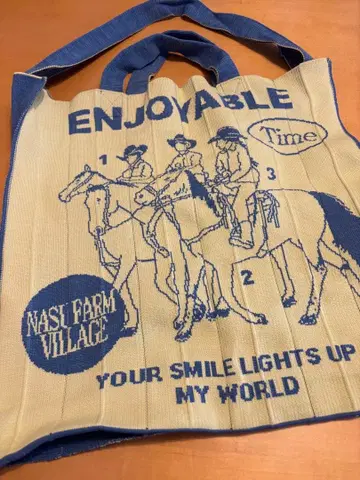 ENJOYABLE
Time
1
3
2
NASU FARM
VILLAGE
YOUR SMILE LIGHTS UP
MY WORLD